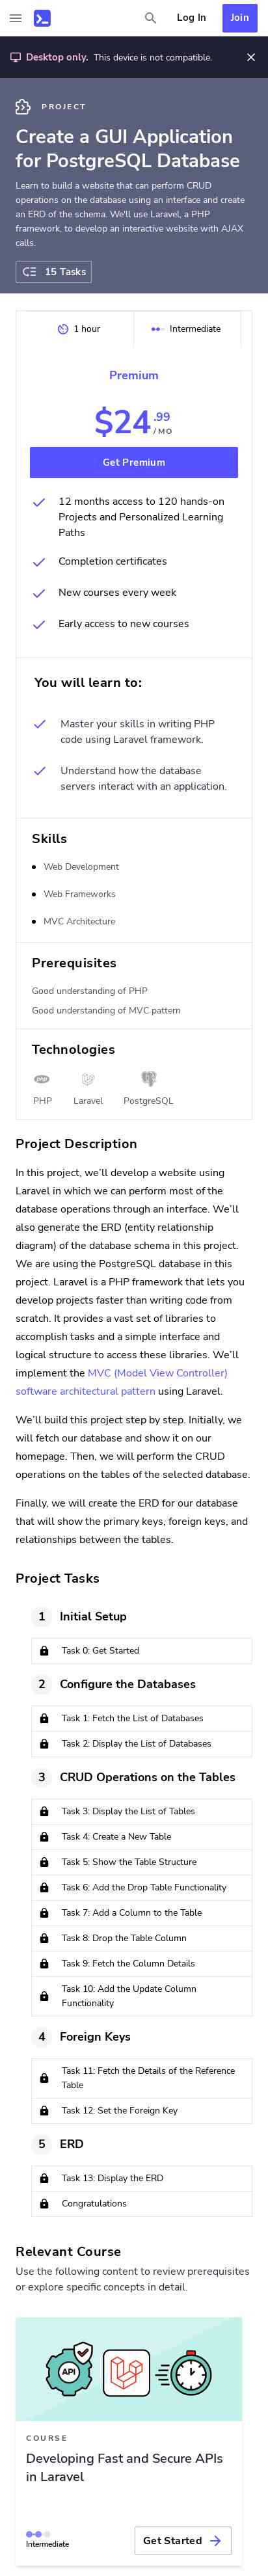 Log In
Join
Desktop only. This device is not compatible.
PROJECT
Create a GUI Application
for PostgreSQL Database
Learn to build a website that can perform CRUD
operations on the database using an interface and create
an ERD of the schema. We'll use Laravel, a PHP
framework, to develop an interactive website with AJAX
calls.
15 Tasks
1 hour
Intermediate
Premium
$24.99
/ MO
Get Premium
12 months access to 120 hands-on
Projects and Personalized Learning
Paths
Completion certificates
New courses every week
Early access to new courses
You will learn to:
Master your skills in writing PHP
code using Laravel framework.
Understand how the database
servers interact with an application.
Skills
Web Development
Web Frameworks
MVC Architecture
Prerequisites
Good understanding of PHP
Good understanding of MVC pattern
Technologies
php
PHP
Laravel
PostgreSQL
Project Description
In this project, we’ll develop a website using
Laravel in which we can perform most of the
database operations through an interface. We’ll
also generate the ERD (entity relationship
diagram) of the database schema in this project.
We are using the PostgreSQL database in this
project. Laravel is a PHP framework that lets you
develop projects faster than writing code from
scratch. It provides a vast set of libraries to
accomplish tasks and a simple interface and
logical structure to access these libraries. We’ll
implement the MVC (Model View Controller)
software architectural pattern using Laravel.
We’ll build this project step by step. Initially, we
will fetch our database and show it on our
homepage. Then, we will perform the CRUD
operations on the tables of the selected database.
Finally, we will create the ERD for our database
that will show the primary keys, foreign keys, and
relationships between the tables.
Project Tasks
1 Initial Setup
Task 0: Get Started
2 Configure the Databases
Task 1: Fetch the List of Databases
Task 2: Display the List of Databases
3 CRUD Operations on the Tables
Task 3: Display the List of Tables
Task 4: Create a New Table
Task 5: Show the Table Structure
Task 6: Add the Drop Table Functionality
Task 7: Add a Column to the Table
Task 8: Drop the Table Column
Task 9: Fetch the Column Details
Task 10: Add the Update Column
Functionality
4 Foreign Keys
Task 11: Fetch the Details of the Reference
Table
Task 12: Set the Foreign Key
5 ERD
Task 13: Display the ERD
Congratulations
Relevant Course
Use the following content to review prerequisites
or explore specific concepts in detail.
API
COURSE
Developing Fast and Secure APIs
in Laravel
Intermediate
Get Started